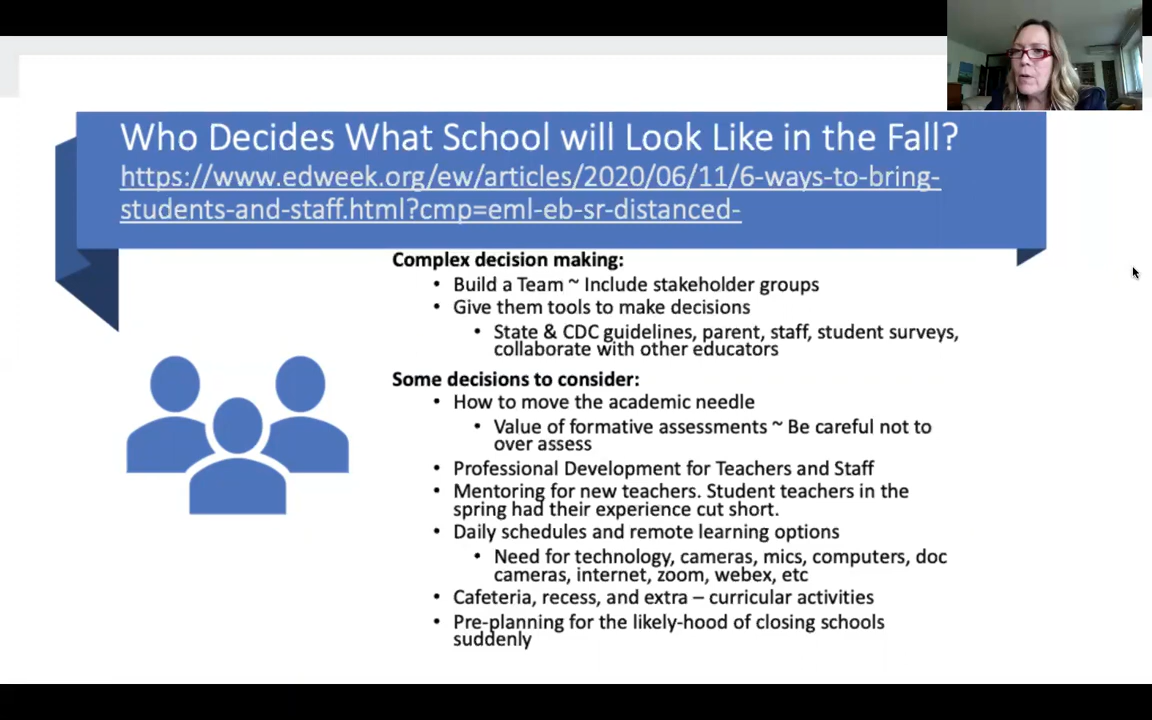 Who Decides What School will Look Like in the Fall?
https://www.edweek.org/ew/articles/2020/06/11/6-ways-to-bring-
students-and-staff.html?cmp=eml-eb-sr-distanced-
Complex decision making:
• Build a Team ~ Include stakeholder groups
• Give them tools to make decisions
• State & CDC guidelines, parent, staff, student surveys,
collaborate with other educators
Some decisions to consider:
• How to move the academic needle
• Value of formative assessments ~ Be careful not to
over assess
• Professional Development for Teachers and Staff
• Mentoring for new teachers. Student teachers in the
spring had their experience cut short.
• Daily schedules and remote learning options
• Need for technology, cameras, mics, computers, doc
cameras, internet, zoom, webex, etc
• Cafeteria, recess, and extra – curricular activities
• Pre-planning for the likely-hood of closing schools
suddenly